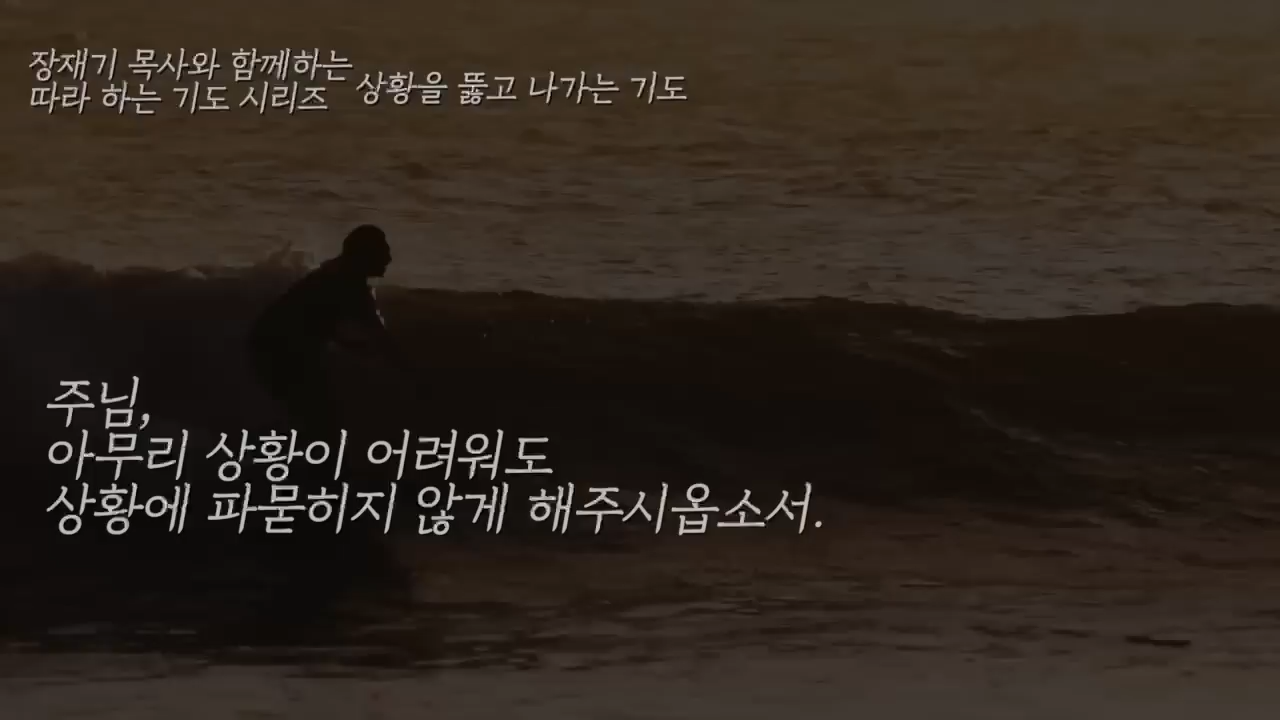 장재기 목사와 함께하는
따라 하는 기도 시리즈
상황을 뚫고 나가는 기도
주님,
아무리 상황이 어려워도
상황에 파묻히지 않게 해주시옵소서.